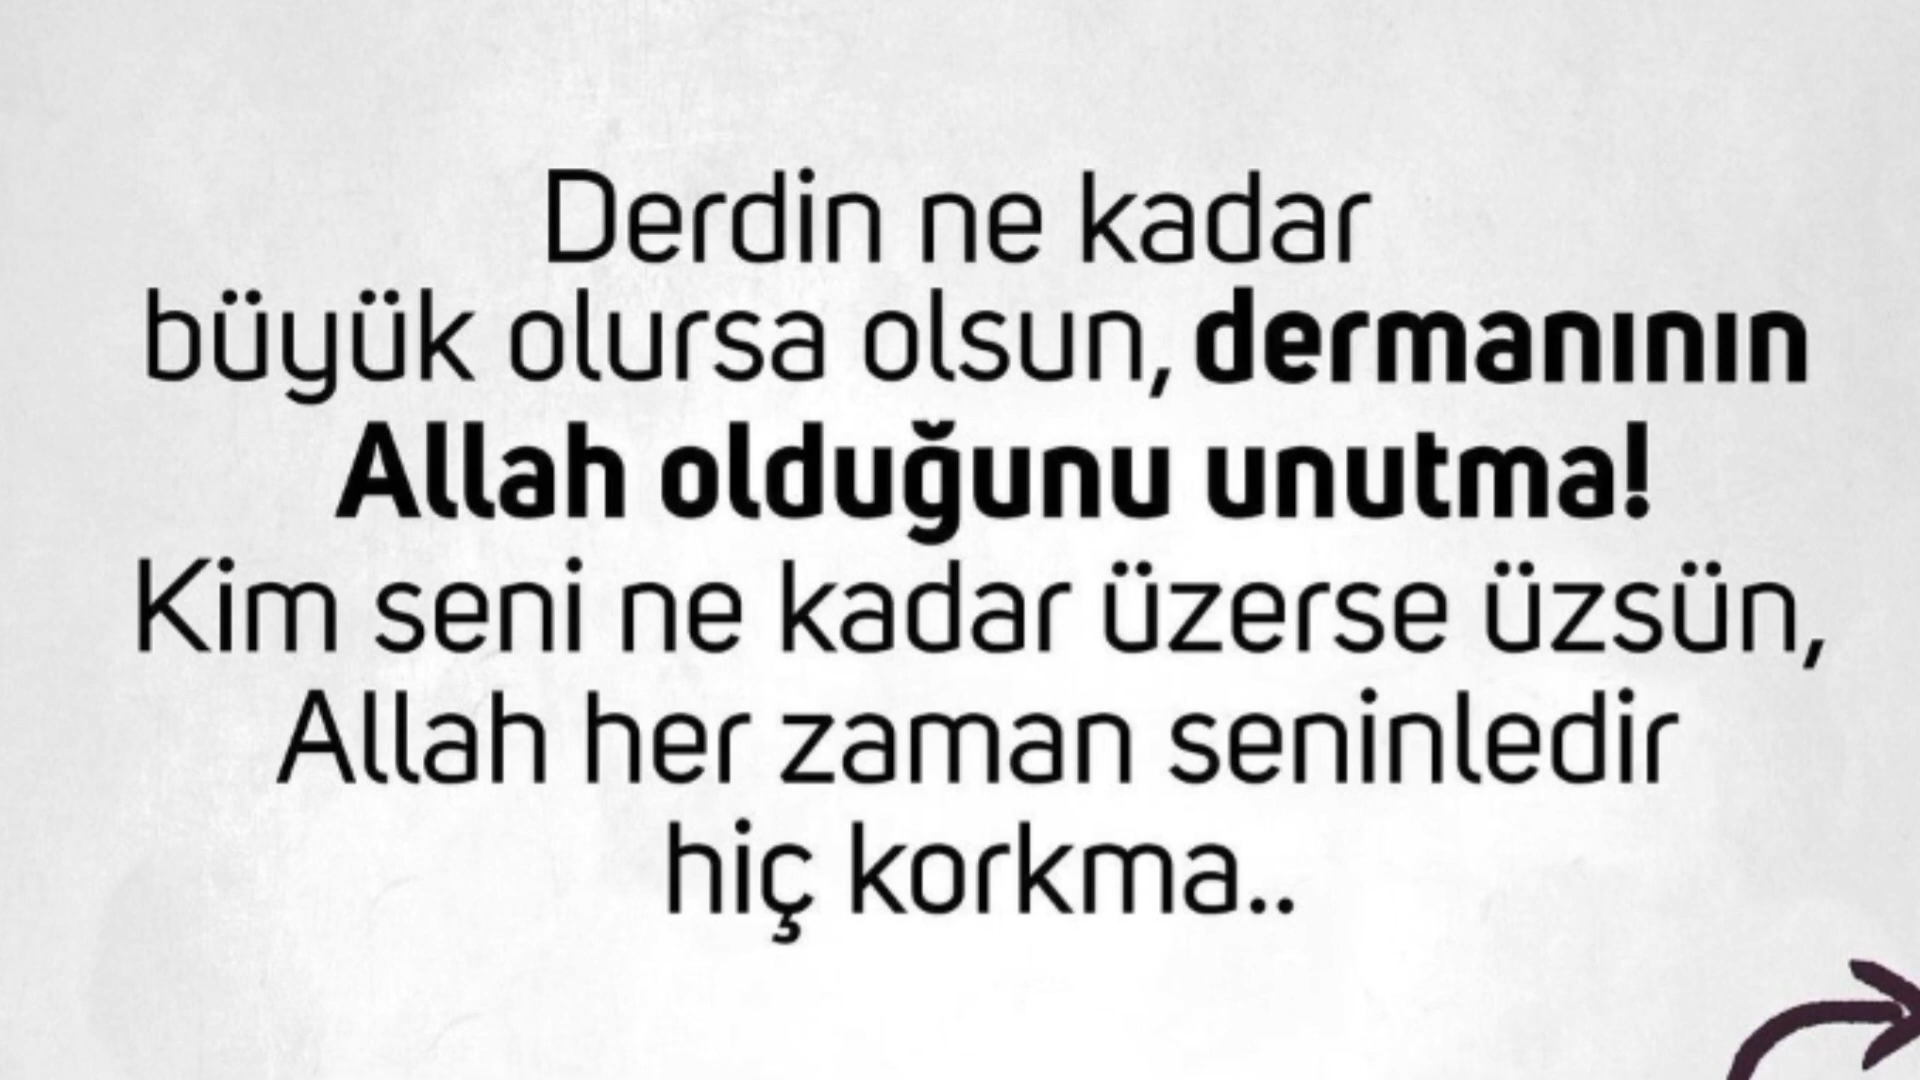 Derdin ne kadar
büyük olursa olsun, dermanının
Allah olduğunu unutma!
Kim seni ne kadar üzerse üzsün,
Allah her zaman seninledir
hiç korkma..